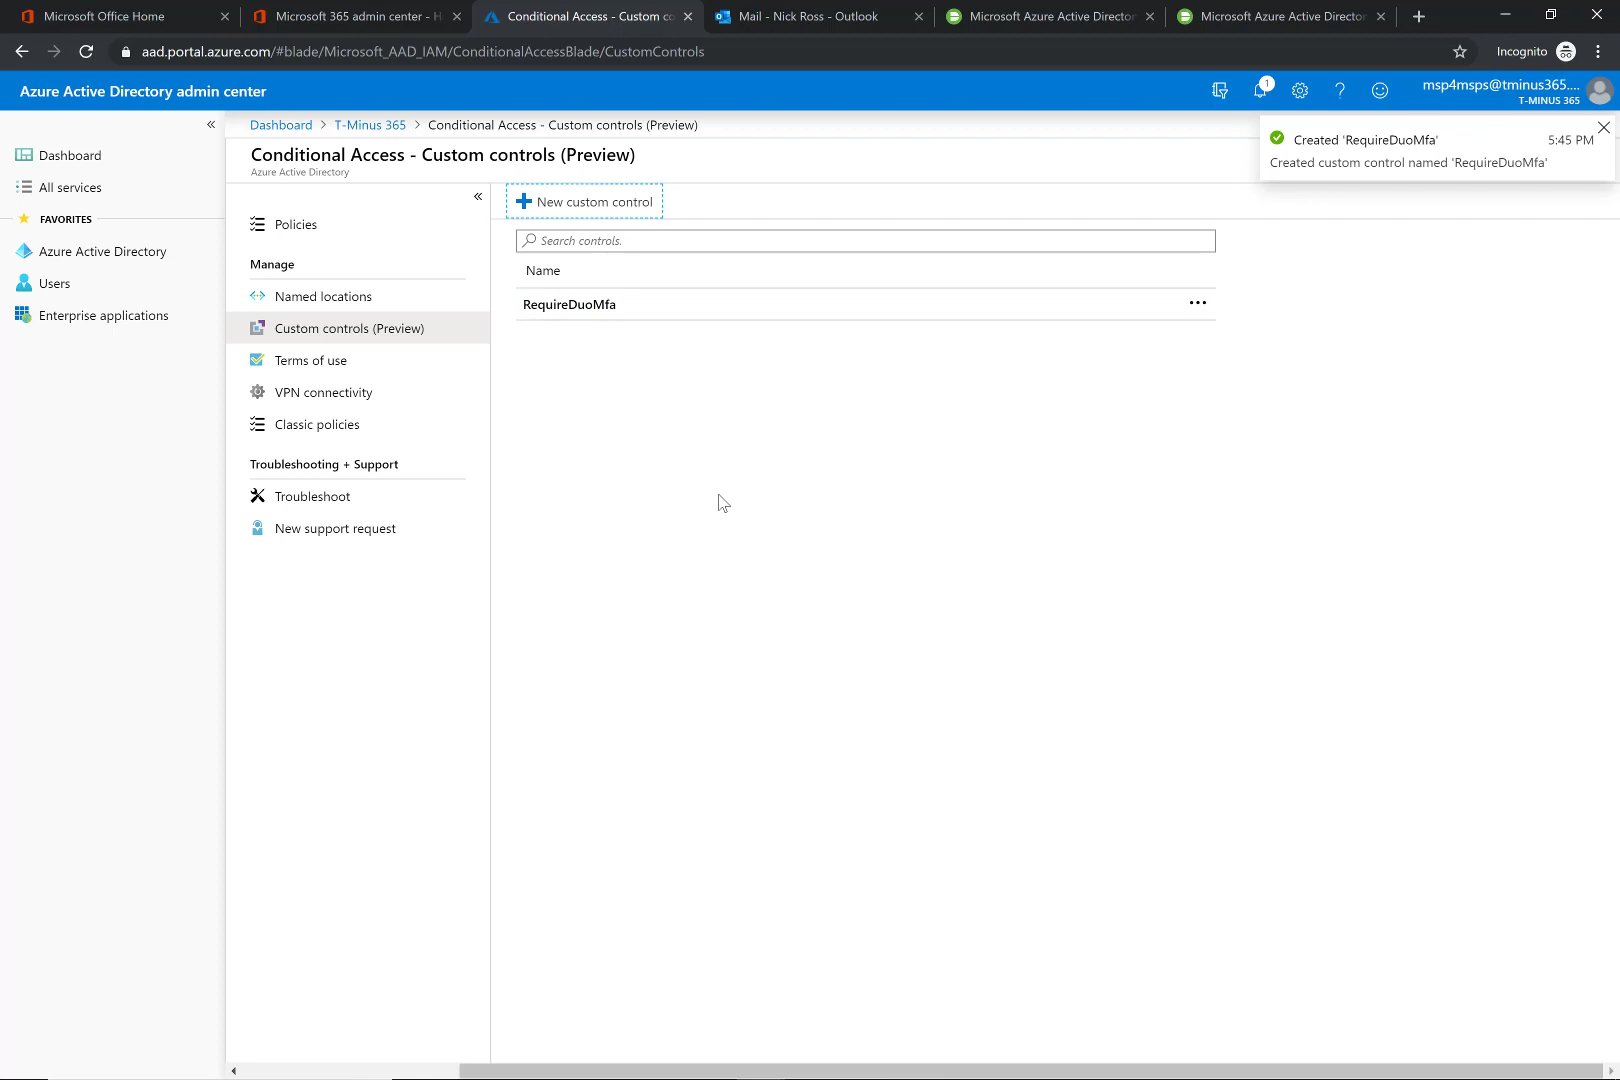 Microsoft Office Home
Microsoft 365 admin center - H
Conditional Access - Custom co
Mail - Nick Ross - Outlook
Microsoft Azure Active Director
Microsoft Azure Active Director
aad.portal.azure.com/#blade/Microsoft_AAD_IAM/ConditionalAccessBlade/CustomControls
Incognito
Azure Active Directory admin center
1
msp4msps@tminus365....
T-MINUS 365
Dashboard > T-Minus 365 > Conditional Access - Custom controls (Preview)
Conditional Access - Custom controls (Preview)
Azure Active Directory
Created 'RequireDuoMfa' 5:45 PM
Created custom control named 'RequireDuoMfa'
Dashboard
All services
FAVORITES
Azure Active Directory
Users
Enterprise applications
Policies
Manage
Named locations
Custom controls (Preview)
Terms of use
VPN connectivity
Classic policies
Troubleshooting + Support
Troubleshoot
New support request
New custom control
Search controls.
Name
RequireDuoMfa